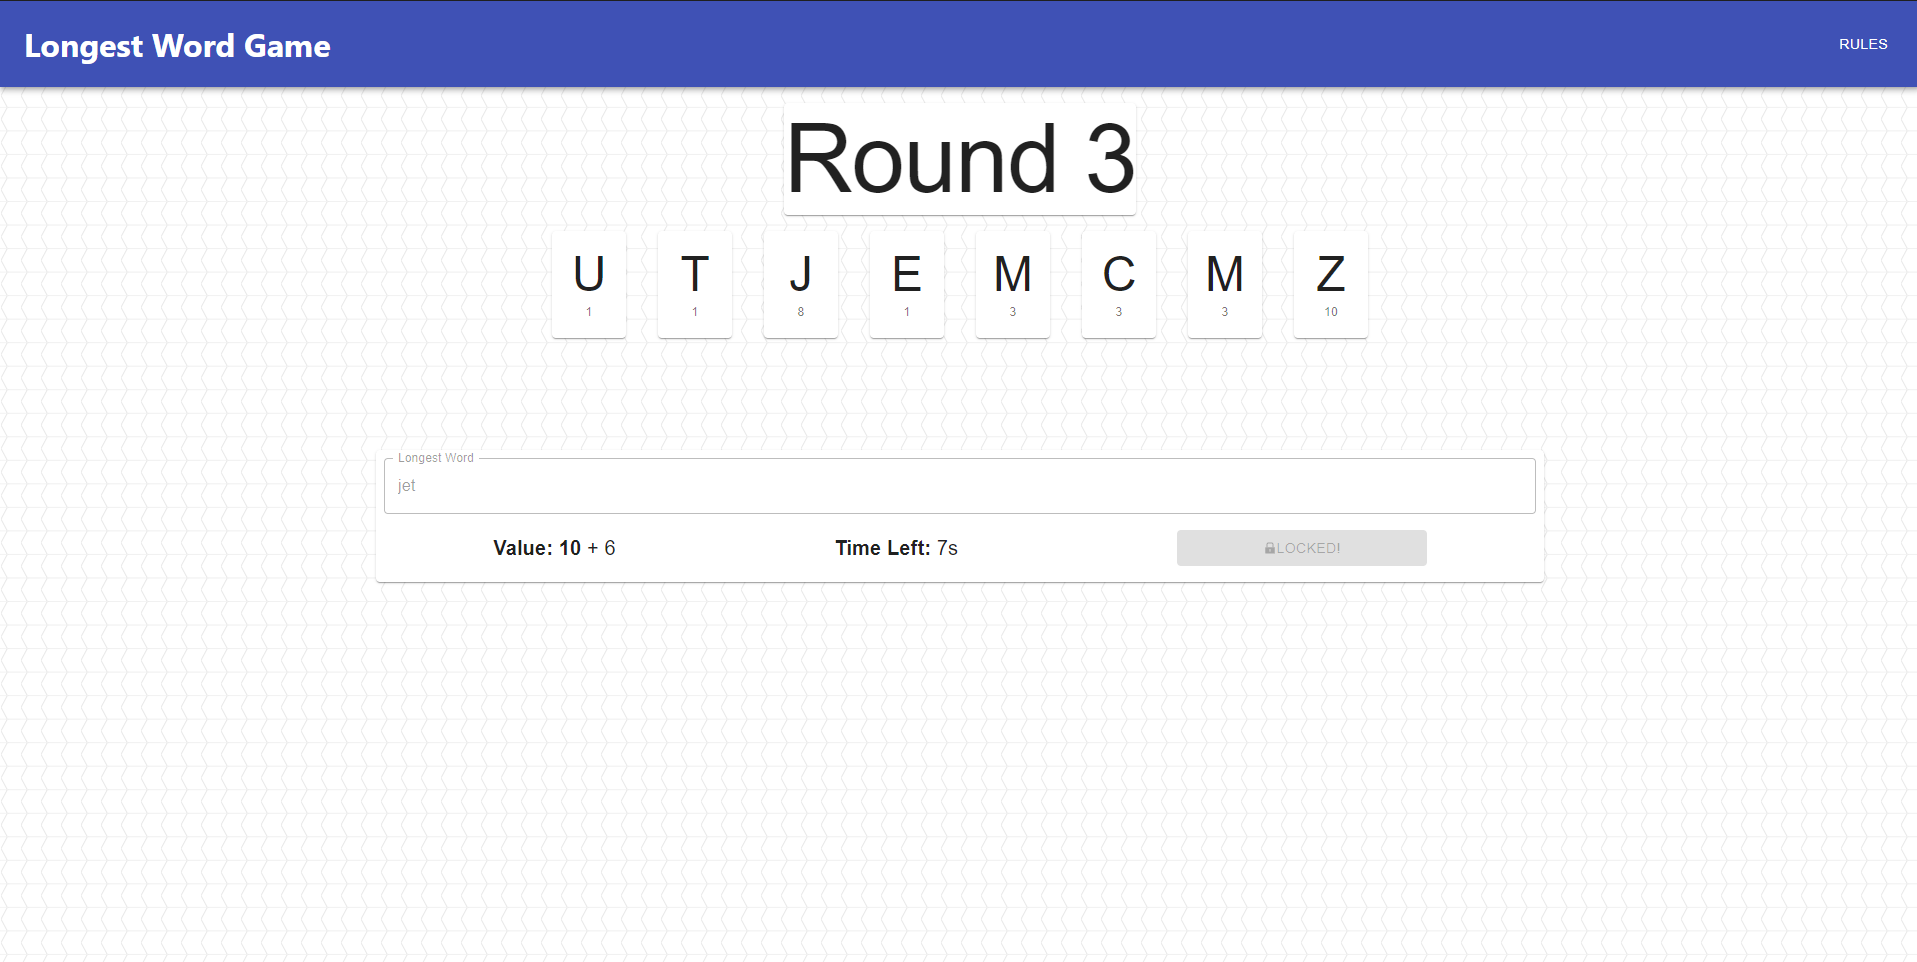 Longest Word Game
RULES
Round 3
U T J E M C M Z
1 1 8 1 3 3 3 10
Longest Word
jet
Value: 10 + 6
Time Left: 7s
LOCKED!